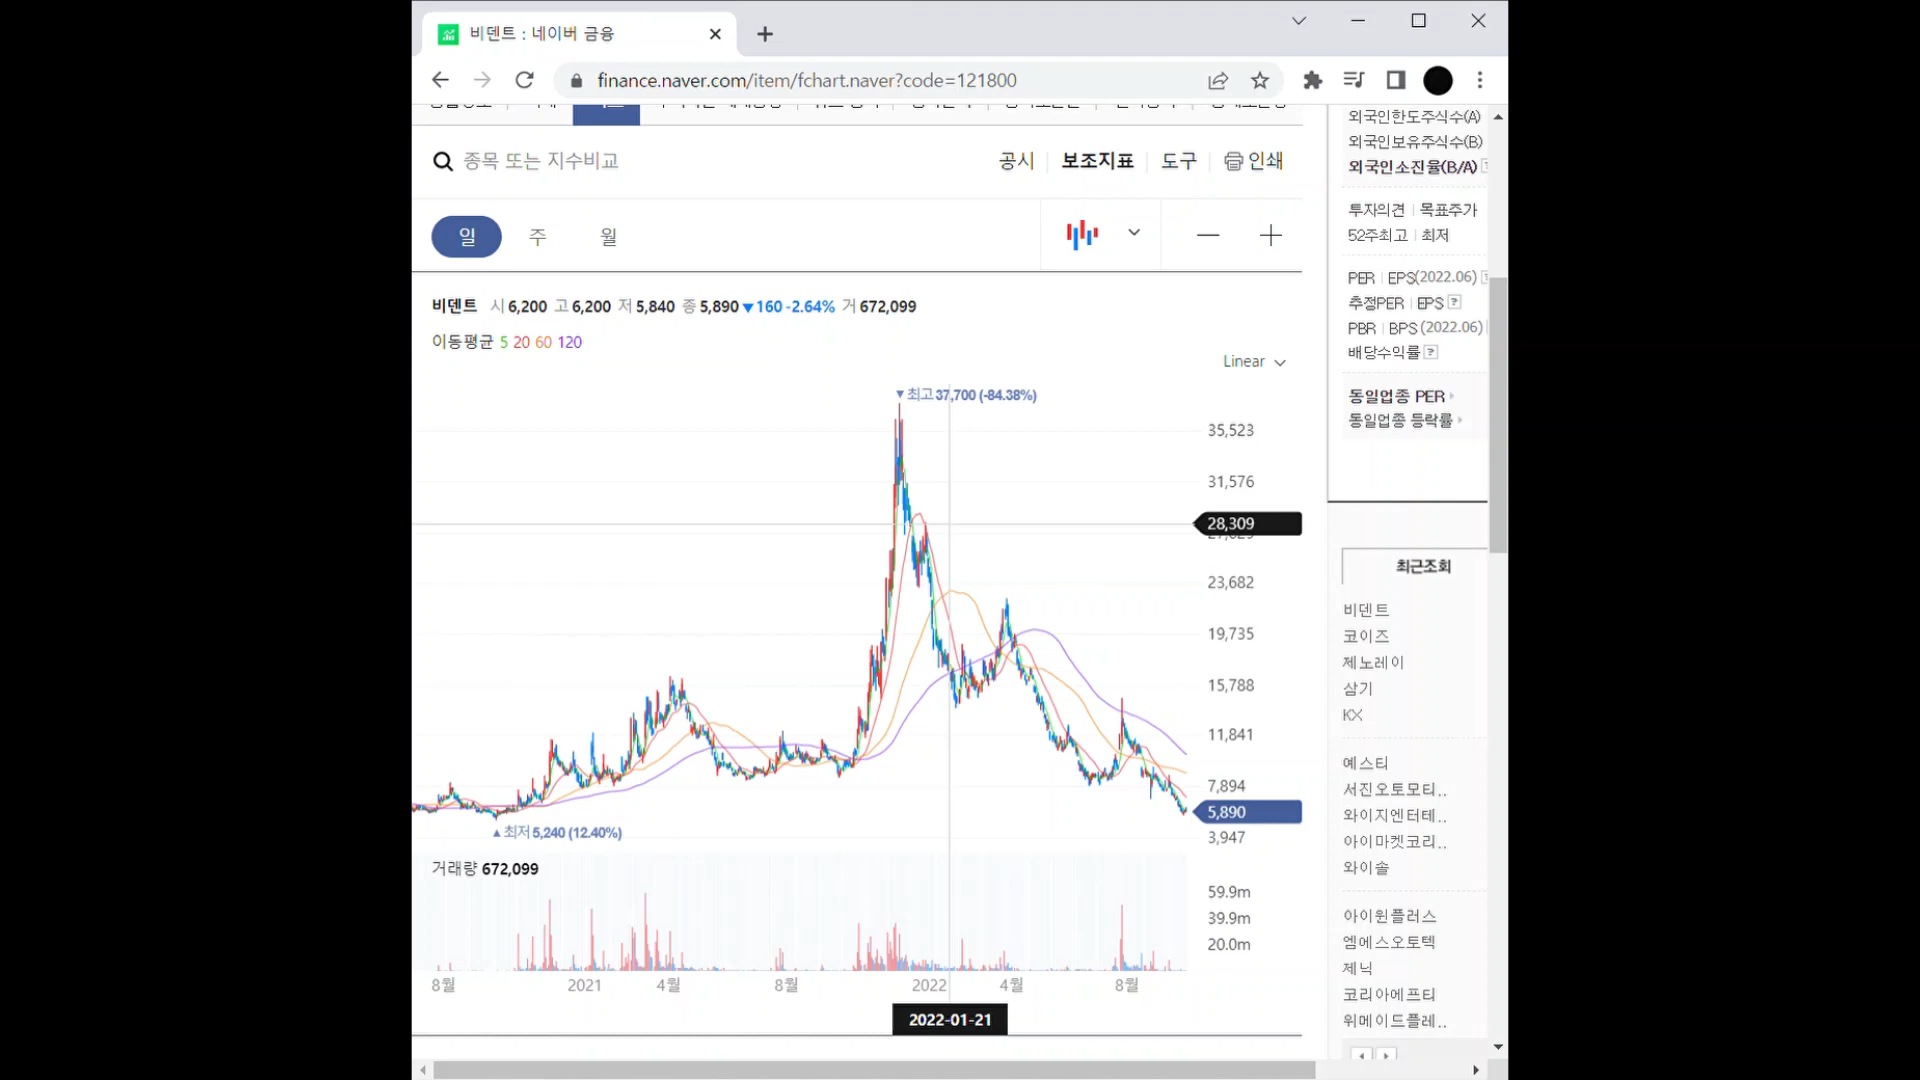 비덴트 : 네이버 금융
finance.naver.com/item/fchart.naver?code=121800
종목 또는 지수비교
공시 보조지표 도구 인쇄
일 주 월
비덴트 시 6,200 고 6,200 저 5,840 종 5,890 ▼160 -2.64% 거 672,099
이동평균 5 20 60 120
Linear
▼최고 37,700 (-84.38%)
35,523
31,576
28,309
23,682
19,735
15,788
11,841
7,894
5,890
3,947
▲최저 5,240 (12.40%)
거래량 672,099
59.9m
39.9m
20.0m
8월 2021 4월 8월 2022 4월 8월
2022-01-21
외국인한도주식수(A)
외국인보유주식수(B)
외국인소진율(B/A) ?
투자의견 | 목표주가
52주최고 | 최저
PER | EPS(2022.06) ?
추정PER | EPS ?
PBR | BPS (2022.06)
배당수익률 ?
동일업종 PER
동일업종 등락률
최근조회
비덴트
코이즈
제노레이
삼기
KX
예스티
서진오토모티..
와이지엔터테..
아이마켓코리..
와이솔
아이윈플러스
엠에스오토텍
제닉
코리아에프티
위메이드플레..